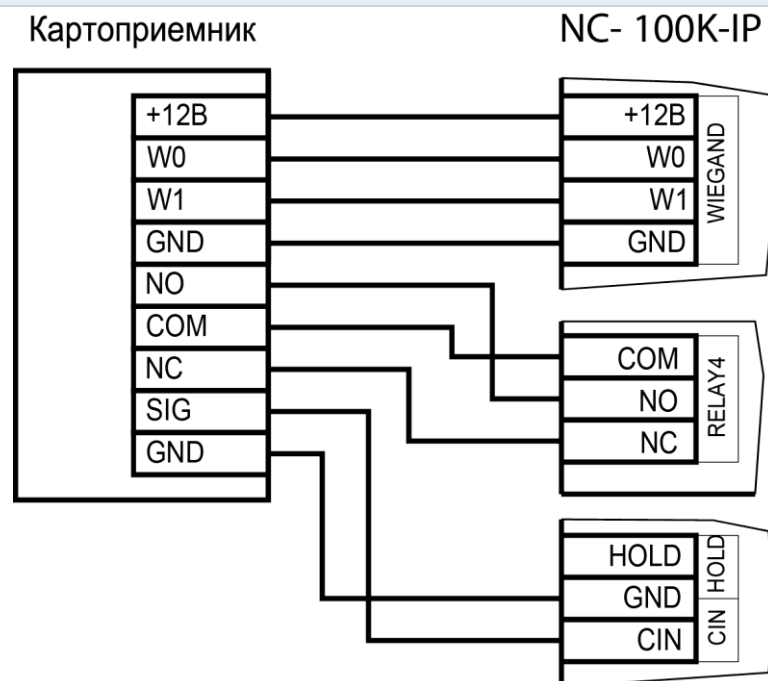 Картоприемник
NC- 100K-IP
+12В
W0
W1
GND
NO
COM
NC
SIG
GND
+12В
W0
W1
GND
WIEGAND
COM
NO
NC
RELAY4
HOLD
GND
CIN
HOLD
CIN